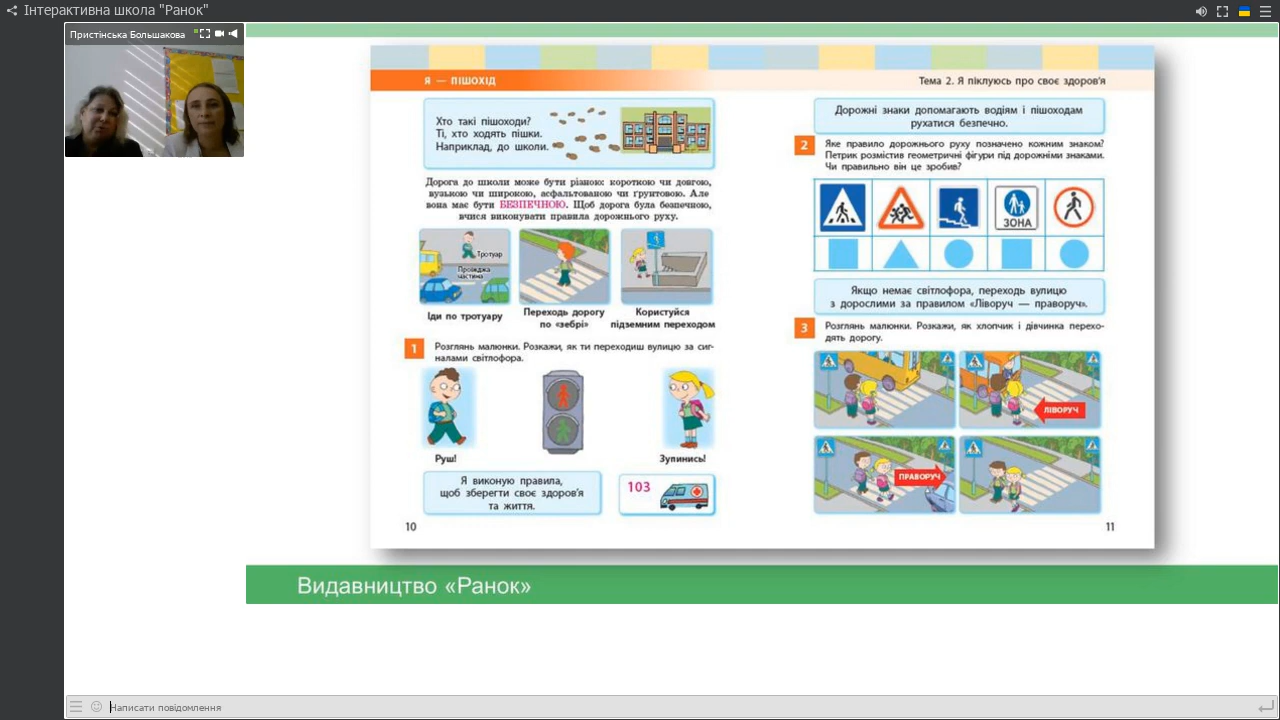 Інтерактивна школа "Ранок"
Пристінська Большакова
Я — ПІШОХІД
Хто такі пішоходи?
Ті, хто ходять пішки.
Наприклад, до школи.
Дорога до школи може бути різною: короткою чи довгою,
вузькою чи широкою, асфальтованою чи ґрунтовою. Але
вона має бути БЕЗПЕЧНОЮ. Щоб дорога була безпечною,
вчися виконувати правила дорожнього руху.
Тротуар
Проїжджа
частина
Іди по тротуару
Переходь дорогу
по «зебрі»
Користуйся
підземним переходом
1
Розглянь малюнки. Розкажи, як ти переходиш вулицю за сиг-
налами світлофора.
Руш!
Зупинись!
Я виконую правила,
щоб зберегти своє здоров'я
та життя.
103
10
Тема 2. Я піклуюсь про своє здоров'я
Дорожні знаки допомагають водіям і пішоходам
рухатися безпечно.
2
Яке правило дорожнього руху позначено кожним знаком?
Петрик розмістив геометричні фігури під дорожніми знаками.
Чи правильно він це зробив?
ЗОНА
Якщо немає світлофора, переходь вулицю
з дорослими за правилом «Ліворуч — праворуч».
3
Розглянь малюнки. Розкажи, як хлопчик і дівчинка перехо-
дять дорогу.
ЛІВОРУЧ
ПРАВОРУЧ
11
Видавництво «Ранок»
Написати повідомлення